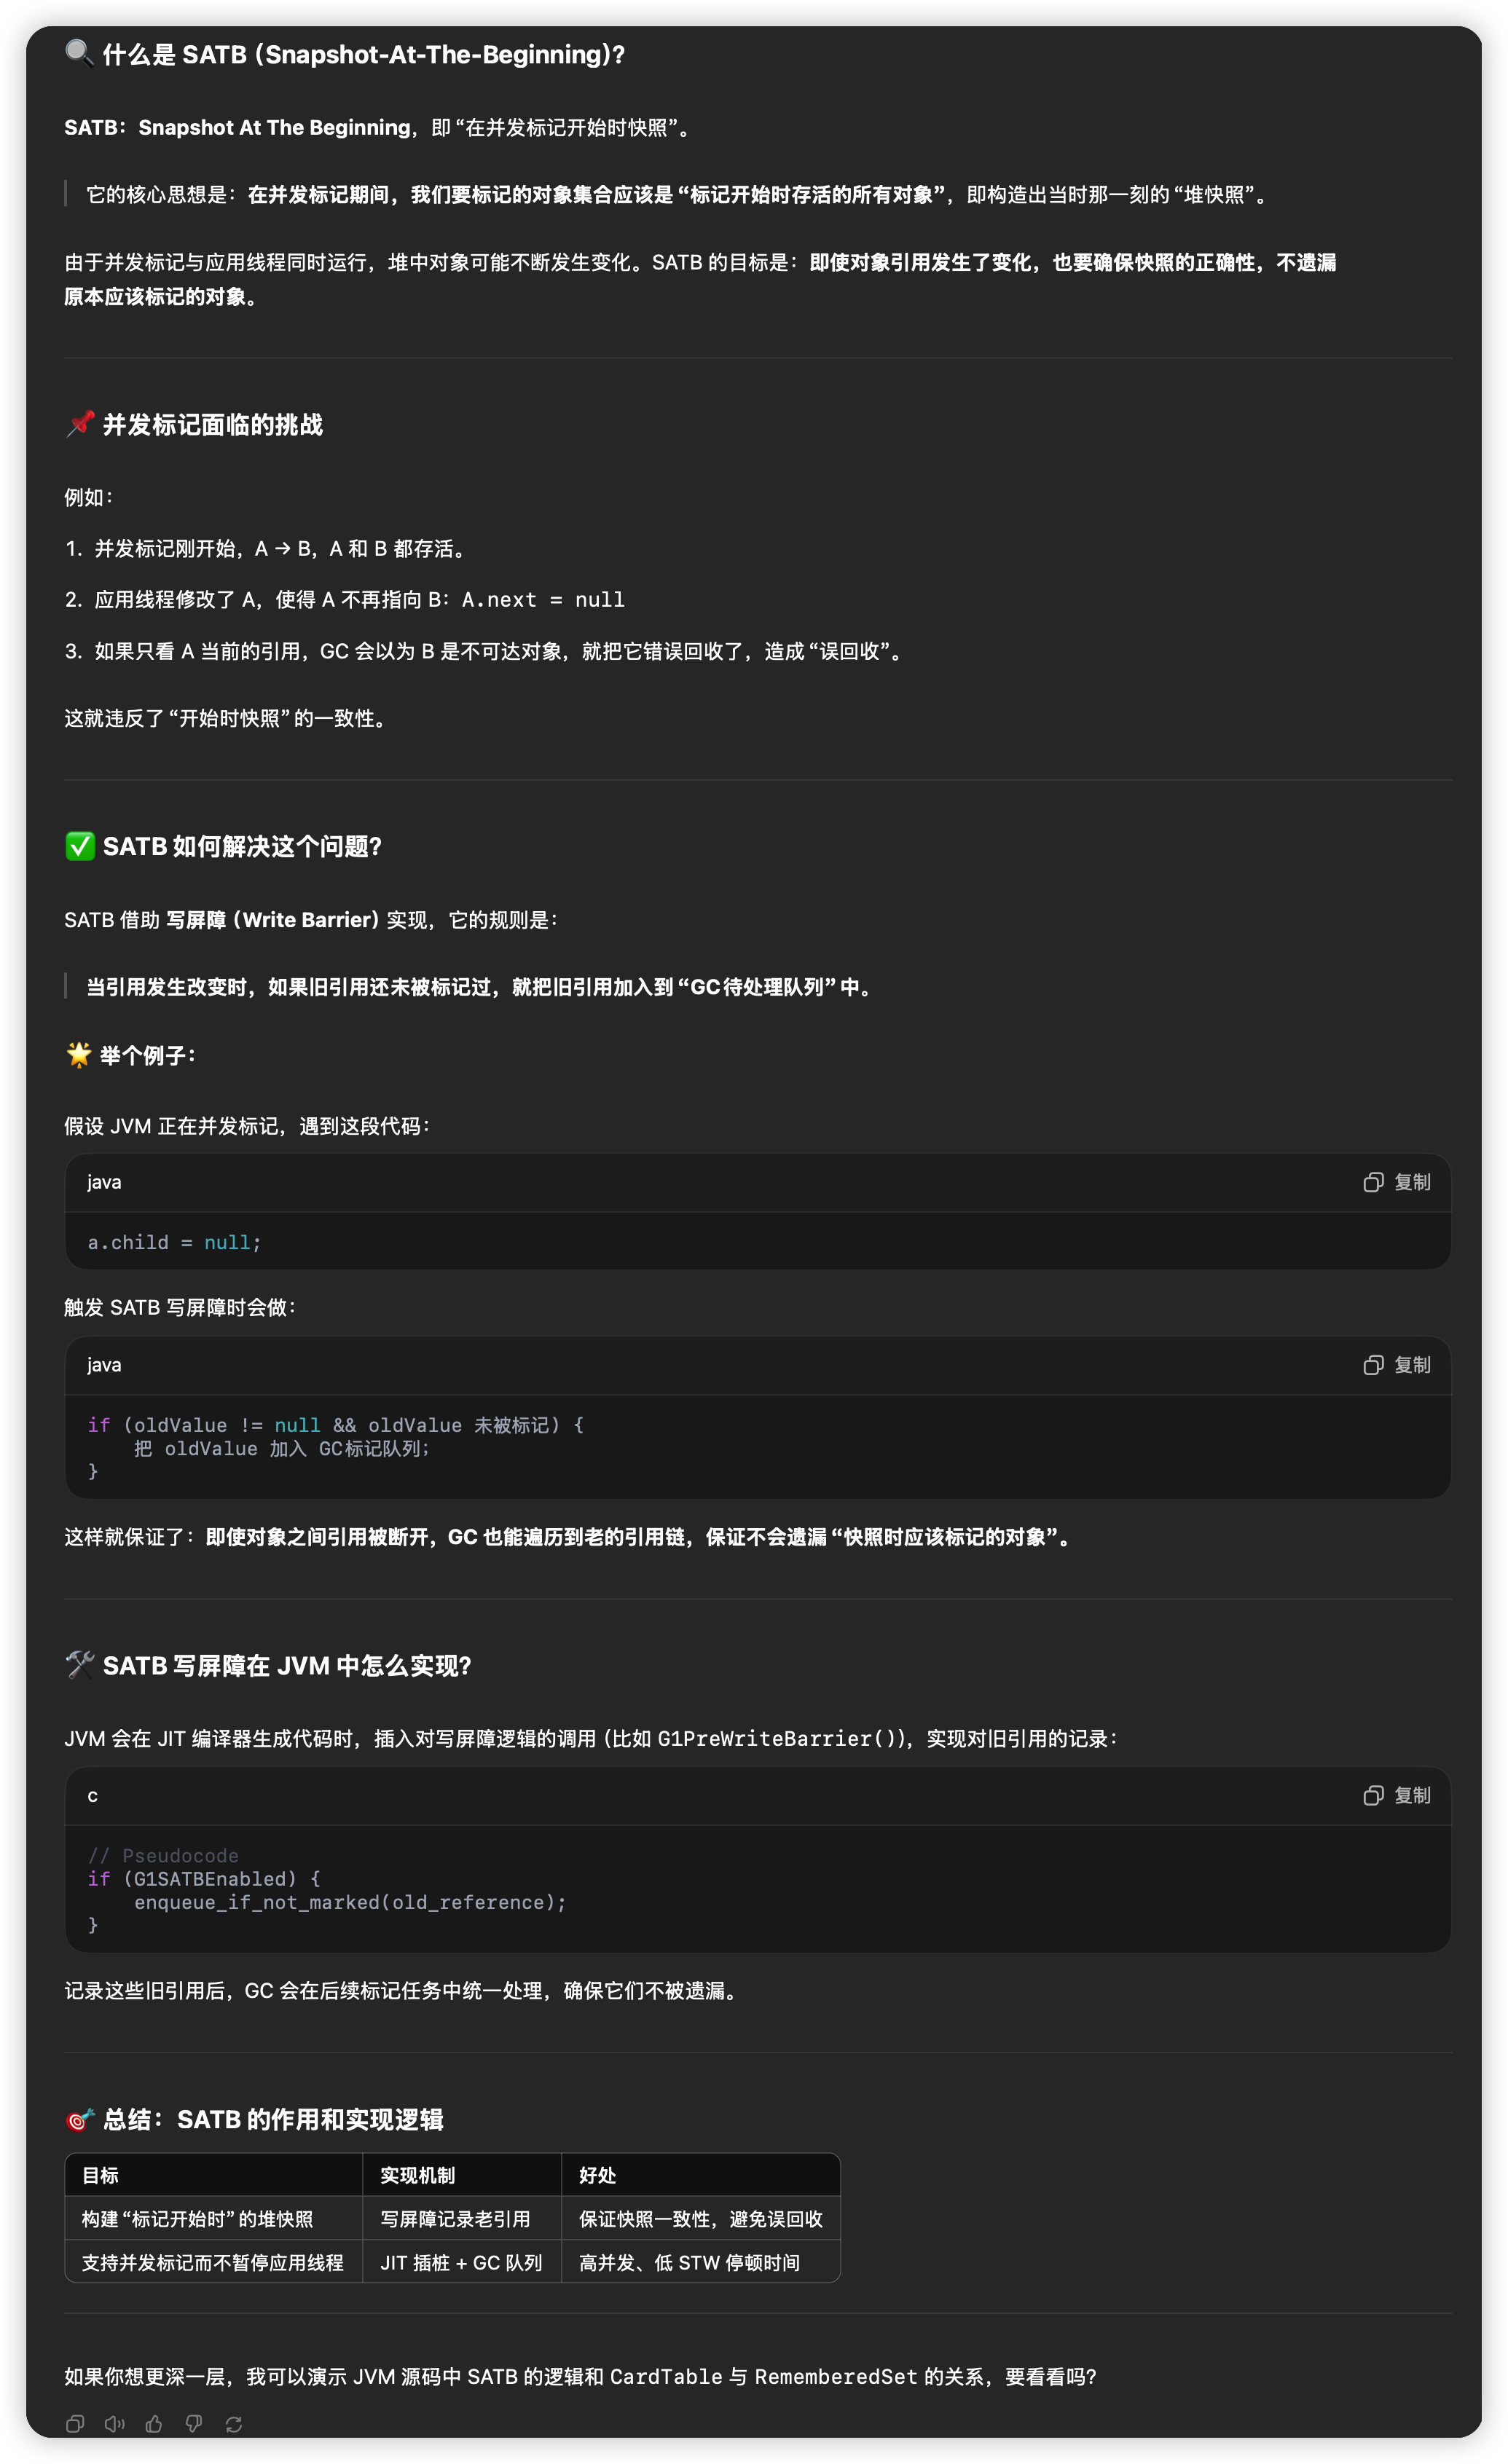 🔍 什么是 SATB（Snapshot-At-The-Beginning)?
SATB：Snapshot At The Beginning，即 “在并发标记开始时快照”。
它的核心思想是：在并发标记期间，我们要标记的对象集合应该是 “标记开始时存活的所有对象”，即构造出当时那一刻的 “堆快照”。
由于并发标记与应用线程同时运行，堆中对象可能不断发生变化。SATB 的目标是：即使对象引用发生了变化，也要确保快照的正确性，不遗漏
原本应该标记的对象。
📌 并发标记面临的挑战
例如：
1. 并发标记刚开始，A → B，A 和 B 都存活。
2. 应用线程修改了 A，使得 A 不再指向 B：A.next = null
3. 如果只看 A 当前的引用，GC 会以为 B 是不可达对象，就把它错误回收了，造成 “误回收”。
这就违反了 “开始时快照” 的一致性。
✅ SATB 如何解决这个问题?
SATB 借助 写屏障（Write Barrier）实现，它的规则是：
当引用发生改变时，如果旧引用还未被标记过，就把旧引用加入到 “GC 待处理队列” 中。
🌟 举个例子：
假设 JVM 正在并发标记，遇到这段代码：
java 复制
a.child = null;
触发 SATB 写屏障时会做：
java 复制
if (oldValue != null && oldValue 未被标记) {
    把 oldValue 加入 GC标记队列;
}
这样就保证了：即使对象之间引用被断开，GC 也能遍历到老的引用链，保证不会遗漏 “快照时应该标记的对象”。
🛠 SATB 写屏障在 JVM 中怎么实现?
JVM 会在 JIT 编译器生成代码时，插入对写屏障逻辑的调用 (比如 G1PreWriteBarrier())，实现对旧引用的记录：
c 复制
// Pseudocode
if (G1SATBEnabled) {
    enqueue_if_not_marked(old_reference);
}
记录这些旧引用后，GC 会在后续标记任务中统一处理，确保它们不被遗漏。
🎯 总结：SATB 的作用和实现逻辑
目标 实现机制 好处
构建 “标记开始时” 的堆快照 写屏障记录老引用 保证快照一致性，避免误回收
支持并发标记而不暂停应用线程 JIT 插桩 + GC 队列 高并发、低 STW 停顿时间
如果你想更深一层，我可以演示 JVM 源码中 SATB 的逻辑和 CardTable 与 RememberedSet 的关系，要看看吗?